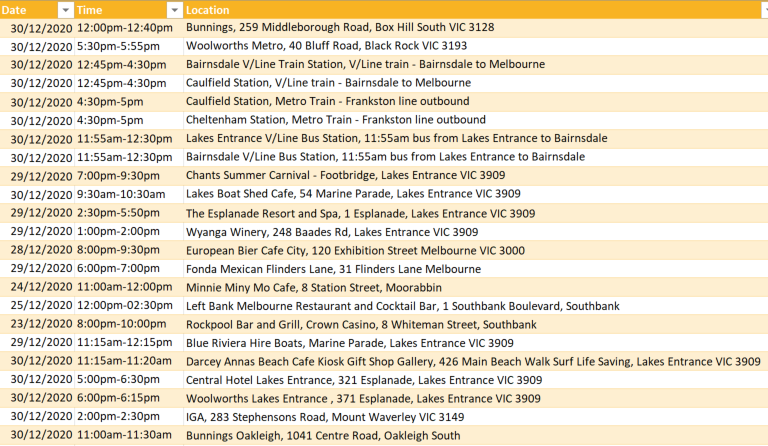 Date Time Location
30/12/2020 12:00pm-12:40pm Bunnings, 259 Middleborough Road, Box Hill South VIC 3128
30/12/2020 5:30pm-5:55pm Woolworths Metro, 40 Bluff Road, Black Rock VIC 3193
30/12/2020 12:45pm-4:30pm Bairnsdale V/Line Train Station, V/Line train - Bairnsdale to Melbourne
30/12/2020 12:45pm-4:30pm Caulfield Station, V/Line train - Bairnsdale to Melbourne
30/12/2020 4:30pm-5pm Caulfield Station, Metro Train - Frankston line outbound
30/12/2020 4:30pm-5pm Cheltenham Station, Metro Train - Frankston line outbound
30/12/2020 11:55am-12:30pm Lakes Entrance V/Line Bus Station, 11:55am bus from Lakes Entrance to Bairnsdale
30/12/2020 11:55am-12:30pm Bairnsdale V/Line Bus Station, 11:55am bus from Lakes Entrance to Bairnsdale
29/12/2020 7:00pm-9:30pm Chants Summer Carnival - Footbridge, Lakes Entrance VIC 3909
30/12/2020 9:30am-10:30am Lakes Boat Shed Cafe, 54 Marine Parade, Lakes Entrance VIC 3909
29/12/2020 2:30pm-5:50pm The Esplanade Resort and Spa, 1 Esplanade, Lakes Entrance VIC 3909
29/12/2020 1:00pm-2:00pm Wyanga Winery, 248 Baades Rd, Lakes Entrance VIC 3909
28/12/2020 8:00pm-9:30pm European Bier Cafe City, 120 Exhibition Street Melbourne VIC 3000
29/12/2020 6:00pm-7:00pm Fonda Mexican Flinders Lane, 31 Flinders Lane Melbourne
24/12/2020 11:00am-12:00pm Minnie Miny Mo Cafe, 8 Station Street, Moorabbin
25/12/2020 12:00pm-02:30pm Left Bank Melbourne Restaurant and Cocktail Bar, 1 Southbank Boulevard, Southbank
23/12/2020 8:00pm-10:00pm Rockpool Bar and Grill, Crown Casino, 8 Whiteman Street, Southbank
29/12/2020 11:15am-12:15pm Blue Riviera Hire Boats, Marine Parade, Lakes Entrance VIC 3909
30/12/2020 11:15am-11:20am Darcey Annas Beach Cafe Kiosk Gift Shop Gallery, 426 Main Beach Walk Surf Life Saving, Lakes Entrance VIC 3909
30/12/2020 5:00pm-6:30pm Central Hotel Lakes Entrance, 321 Esplanade, Lakes Entrance VIC 3909
30/12/2020 6:00pm-6:15pm Woolworths Lakes Entrance , 371 Esplanade, Lakes Entrance VIC 3909
30/12/2020 2:00pm-2:30pm IGA, 283 Stephensons Road, Mount Waverley VIC 3149
30/12/2020 11:00am-11:30am Bunnings Oakleigh, 1041 Centre Road, Oakleigh South